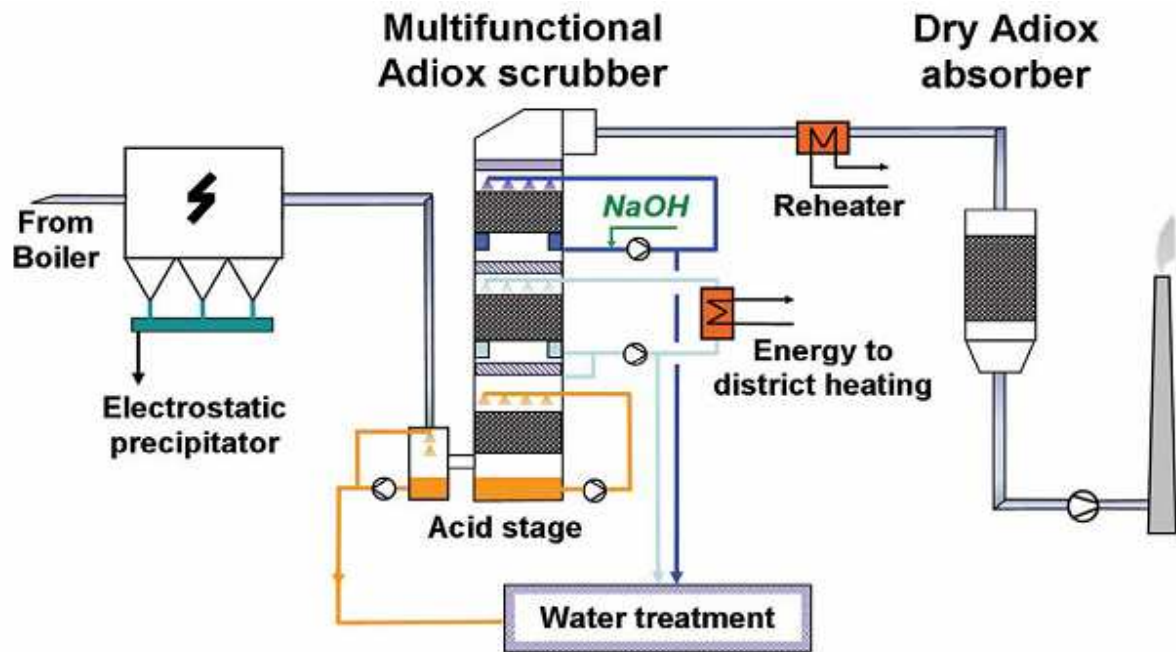 Multifunctional
Adiox scrubber
Dry Adiox
absorber
From
Boiler
NaOH
Reheater
Energy to
district heating
Electrostatic
precipitator
Acid stage
Water treatment